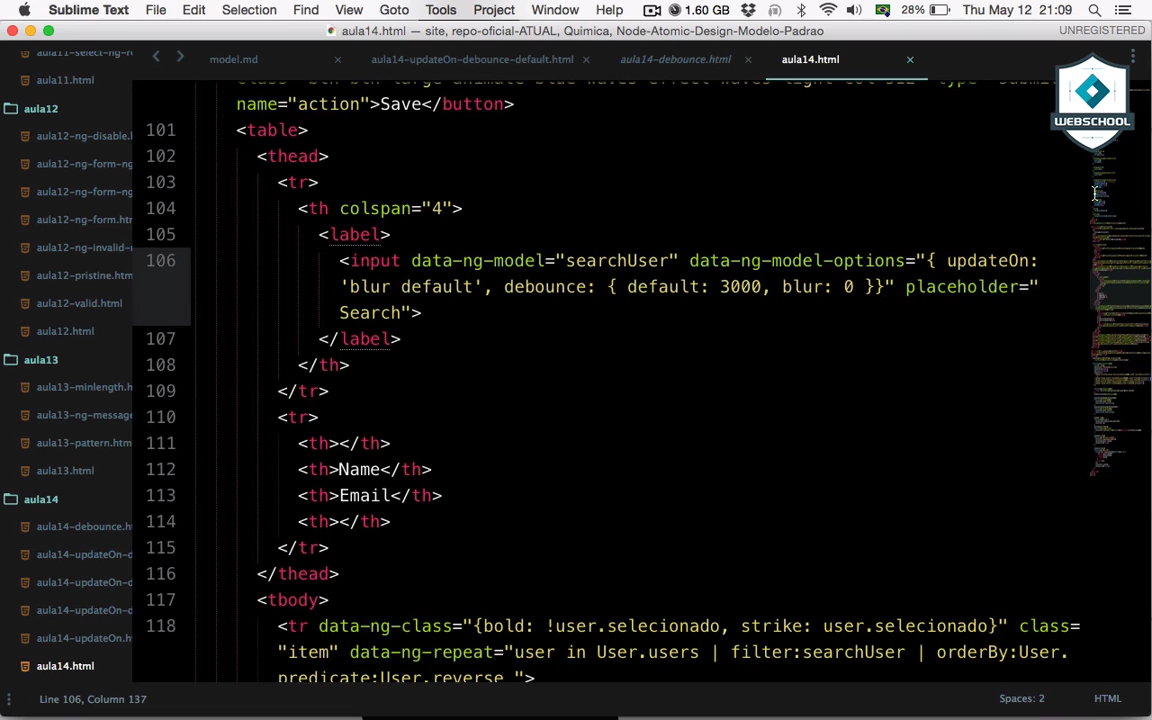 Sublime Text File Edit Selection Find View Goto Tools Project Window Help 1.60 GB 28% Thu May 12 21:09
aula14.html — site, repo-oficial-ATUAL, Quimica, Node-Atomic-Design-Modelo-Padrao UNREGISTERED
model.md × aula14-updateOn-debounce-default.html × aula14-debounce.html × aula14.html ×
WEBSCHOOL
aula11-select-ng-r
aula11.html
aula12
aula12-ng-disable.
aula12-ng-form-ng
aula12-ng-form-ng
aula12-ng-form.htr
aula12-ng-invalid-
aula12-pristine.htm
aula12-valid.html
aula12.html
aula13
aula13-minlength.h
aula13-ng-message
aula13-pattern.htm
aula13.html
aula14
aula14-debounce.ht
aula14-updateOn-d
aula14-updateOn-d
aula14-updateOn-d
aula14-updateOn.ht
aula14.html
name="action">Save</button>
101 <table>
102 <thead>
103 <tr>
104 <th colspan="4">
105 <label>
106 <input data-ng-model="searchUser" data-ng-model-options="{ updateOn:
'blur default', debounce: { default: 3000, blur: 0 }}" placeholder="
Search">
107 </label>
108 </th>
109 </tr>
110 <tr>
111 <th></th>
112 <th>Name</th>
113 <th>Email</th>
114 <th></th>
115 </tr>
116 </thead>
117 <tbody>
118 <tr data-ng-class="{bold: !user.selecionado, strike: user.selecionado}" class=
"item" data-ng-repeat="user in User.users | filter:searchUser | orderBy:User.
predicate:User.reverse ">
Line 106, Column 137 Spaces: 2 HTML